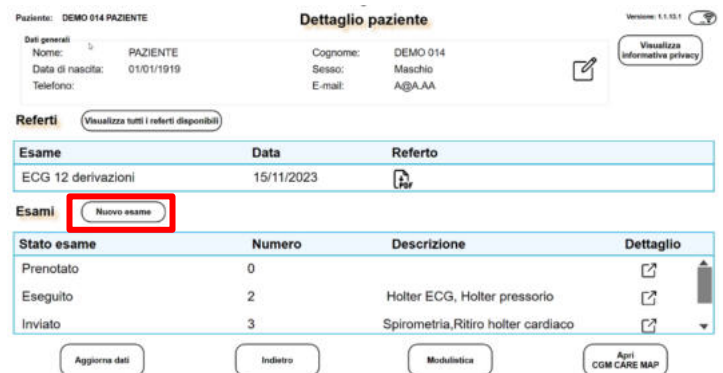 Paziente: DEMO 014 PAZIENTE Dettaglio paziente Versione: 1.1.13.1
Dati generali
Nome: PAZIENTE Cognome: DEMO 014
Data di nascita: 01/01/1919 Sesso: Maschio
Telefono: E-mail: A@A.AA
Visualizza
informativa privacy
Referti Visualizza tutti i referti disponibili
Esame Data Referto
ECG 12 derivazioni 15/11/2023 PDF
Esami Nuovo esame
Stato esame Numero Descrizione Dettaglio
Prenotato 0
Eseguito 2 Holter ECG, Holter pressorio
Inviato 3 Spirometria,Ritiro holter cardiaco
Aggiorna dati Indietro Modulistica Apri
CGM CARE MAP